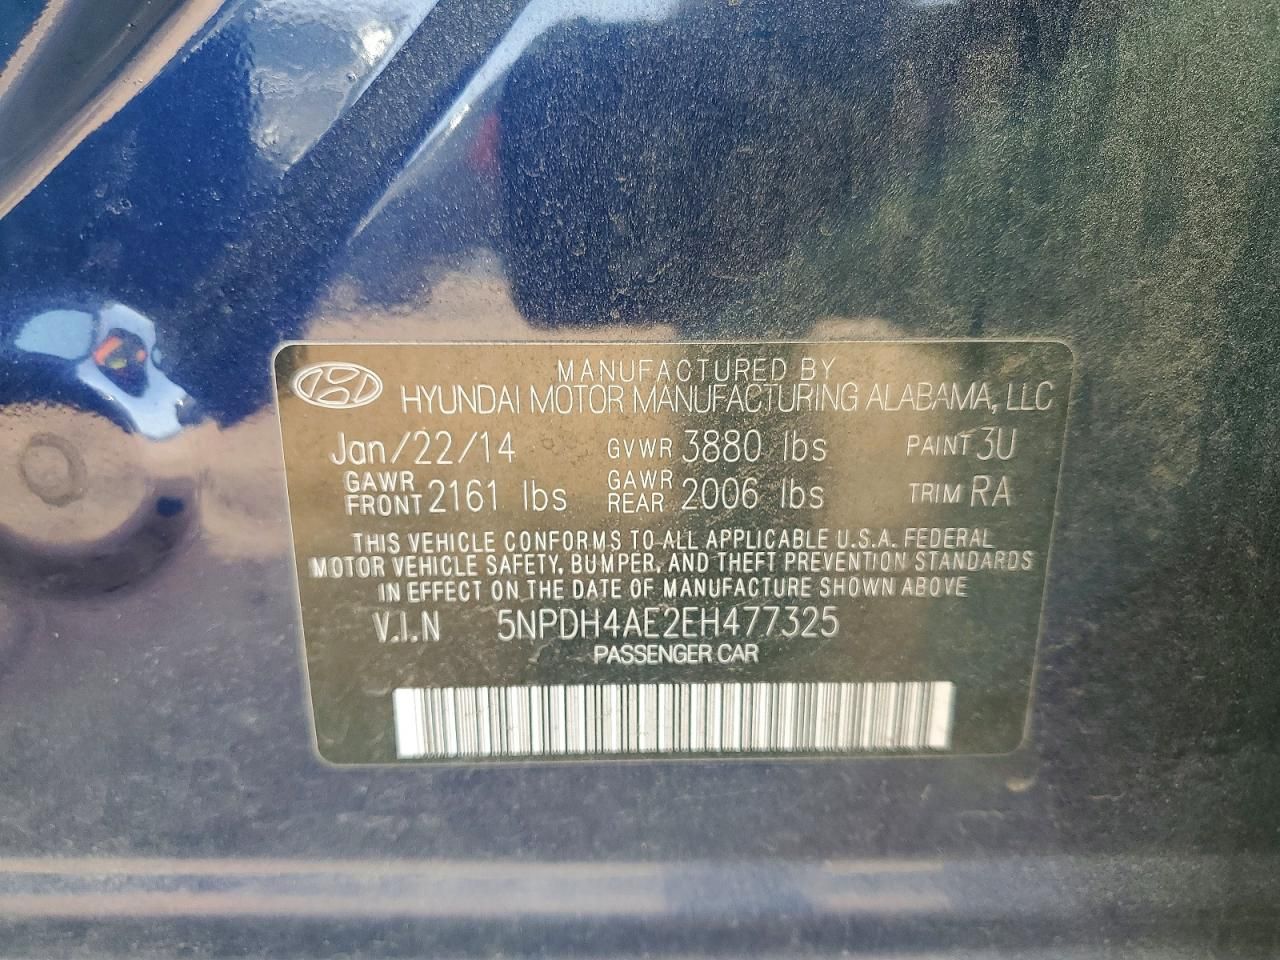 MANUFACTURED BY
HYUNDAI MOTOR MANUFACTURING ALABAMA, LLC
Jan/22/14 GVWR 3880 lbs PAINT 3U
GAWR FRONT 2161 lbs GAWR REAR 2006 lbs TRIM RA
THIS VEHICLE CONFORMS TO ALL APPLICABLE U.S.A. FEDERAL
MOTOR VEHICLE SAFETY, BUMPER, AND THEFT PREVENTION STANDARDS
IN EFFECT ON THE DATE OF MANUFACTURE SHOWN ABOVE
V.I.N 5NPDH4AE2EH477325
PASSENGER CAR